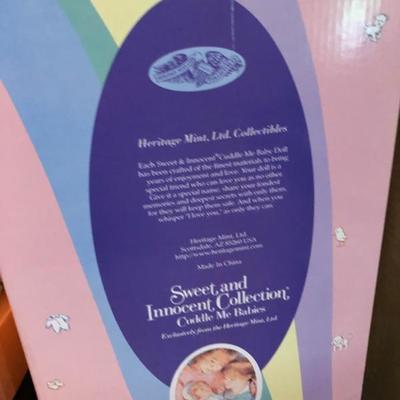 Heritage Mint, Ltd. Collectibles
Each Sweet & Innocent® Cuddle Me Baby Doll
has been crafted of the finest materials to bring
years of enjoyment and love. Your doll is a
special friend who can love you as no other.
Give it a special name, share your fondest
memories and deepest secrets with only them,
for they will keep them safe. And when you
whisper "I love you," as only they can.
Heritage Mint, Ltd.
Scottsdale, AZ 85260 USA
http://www.heritagemint.com
Made In China
Sweet and
Innocent Collection,
Cuddle Me Babies
Exclusively from the Heritage Mint, Ltd.